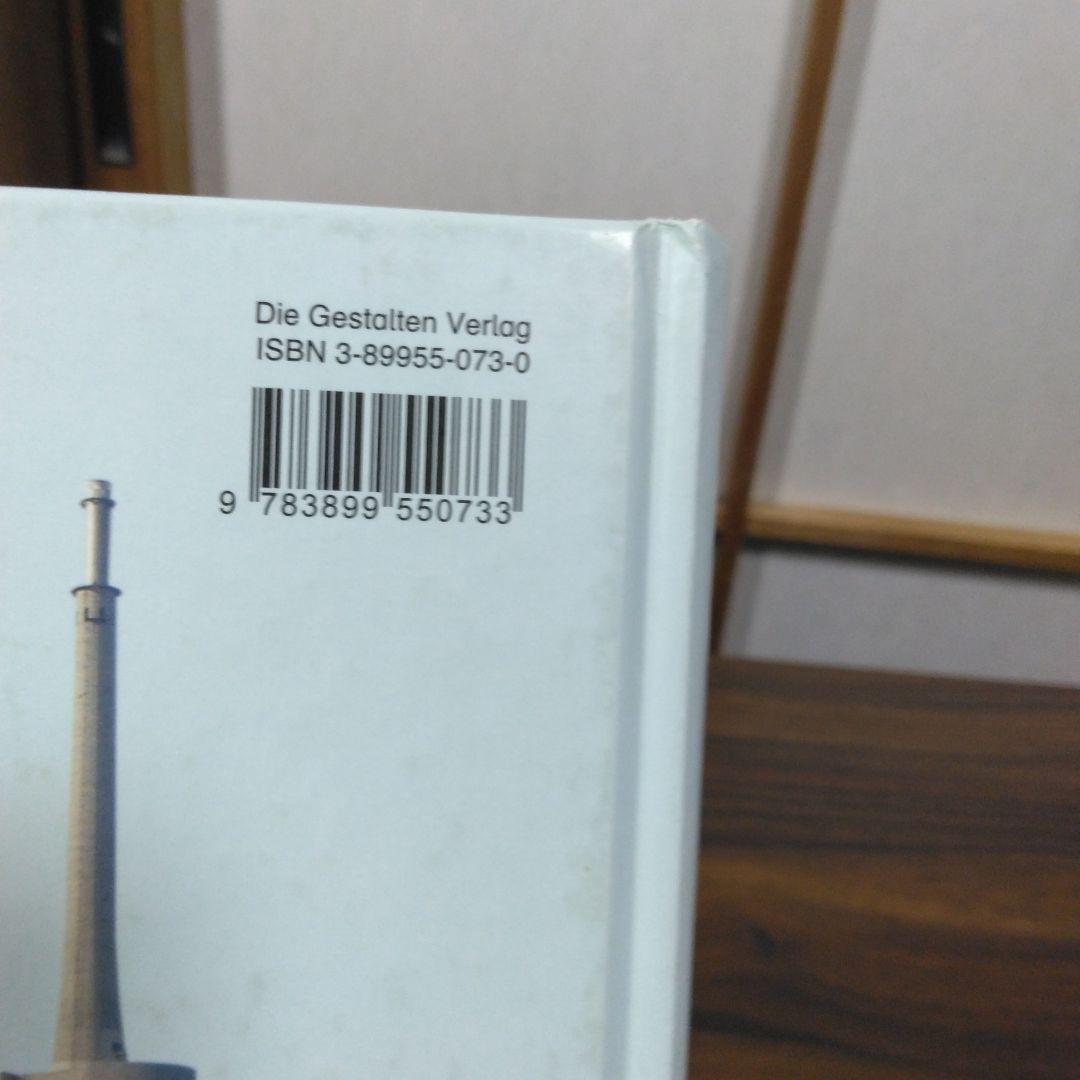 Die Gestalten Verlag
ISBN 3-89955-073-0
9 783899 550733